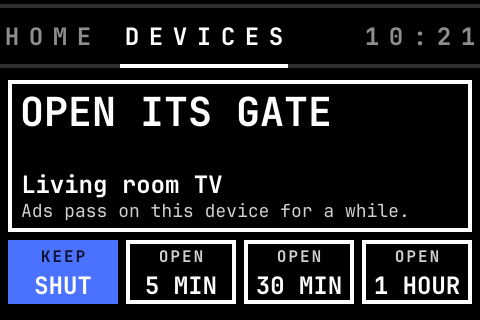 HOME DEVICES 10:21
OPEN ITS GATE
Living room TV
Ads pass on this device for a while.
KEEP OPEN OPEN OPEN
SHUT 5 MIN 30 MIN 1 HOUR